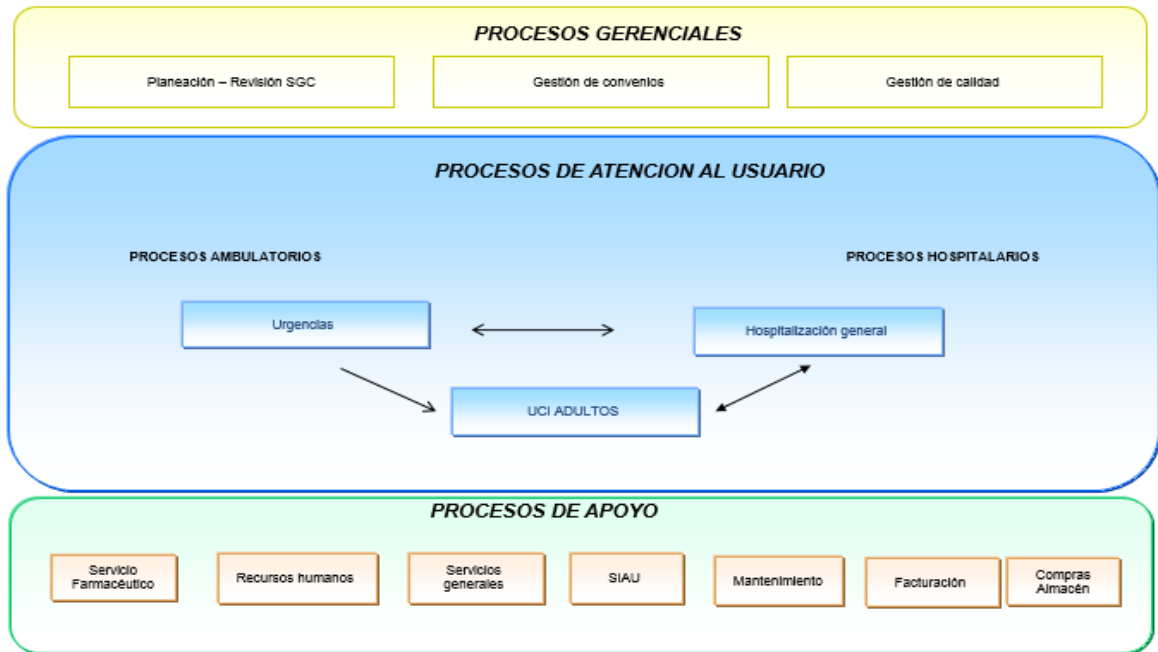 PROCESOS GERENCIALES
Planeación – Revisión SGC
Gestión de convenios
Gestión de calidad
PROCESOS DE ATENCION AL USUARIO
PROCESOS AMBULATORIOS
PROCESOS HOSPITALARIOS
Urgencias
Hospitalización general
UCI ADULTOS
PROCESOS DE APOYO
Servicio
Farmacéutico
Recursos humanos
Servicios
generales
SIAU
Mantenimiento
Facturación
Compras
Almacén